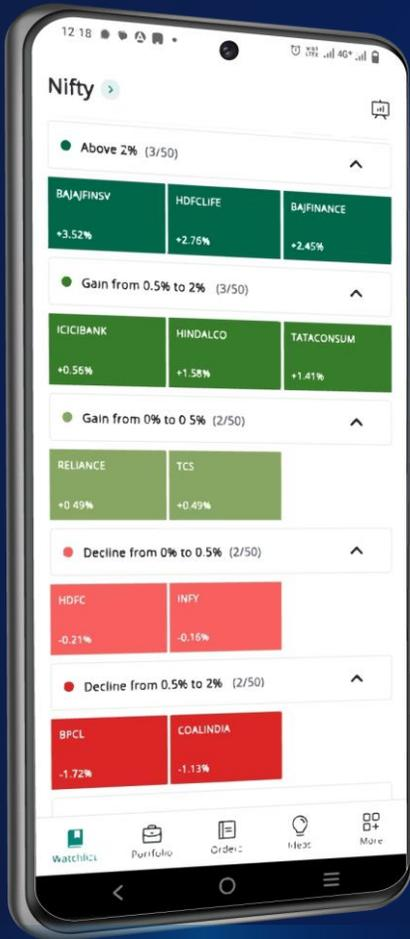 12 18
4G+
Nifty
Above 2% (3/50)
BAJAJFINSV HDFCLIFE BAJFINANCE
+3.52% +2.76% +2.45%
Gain from 0.5% to 2% (3/50)
ICICIBANK HINDALCO TATACONSUM
+0.56% +1.58% +1.41%
Gain from 0% to 0 5% (2/50)
RELIANCE TCS
+0 49% +0.49%
Decline from 0% to 0.5% (2/50)
HDFC INFY
-0.21% -0.16%
Decline from 0.5% to 2% (2/50)
BPCL COALINDIA
-1.72% -1.13%
Watchlist Portfolio Orders Ideas More